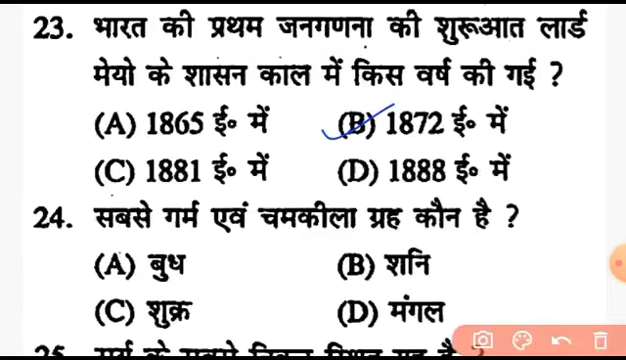 23. भारत की प्रथम जनगणना की शुरूआत लार्ड
मेयो के शासन काल में किस वर्ष की गई ?
(A) 1865 ई० में (B) 1872 ई० में
(C) 1881 ई० में (D) 1888 ई० में
24. सबसे गर्म एवं चमकीला ग्रह कौन है ?
(A) बुध (B) शनि
(C) शुक्र (D) मंगल